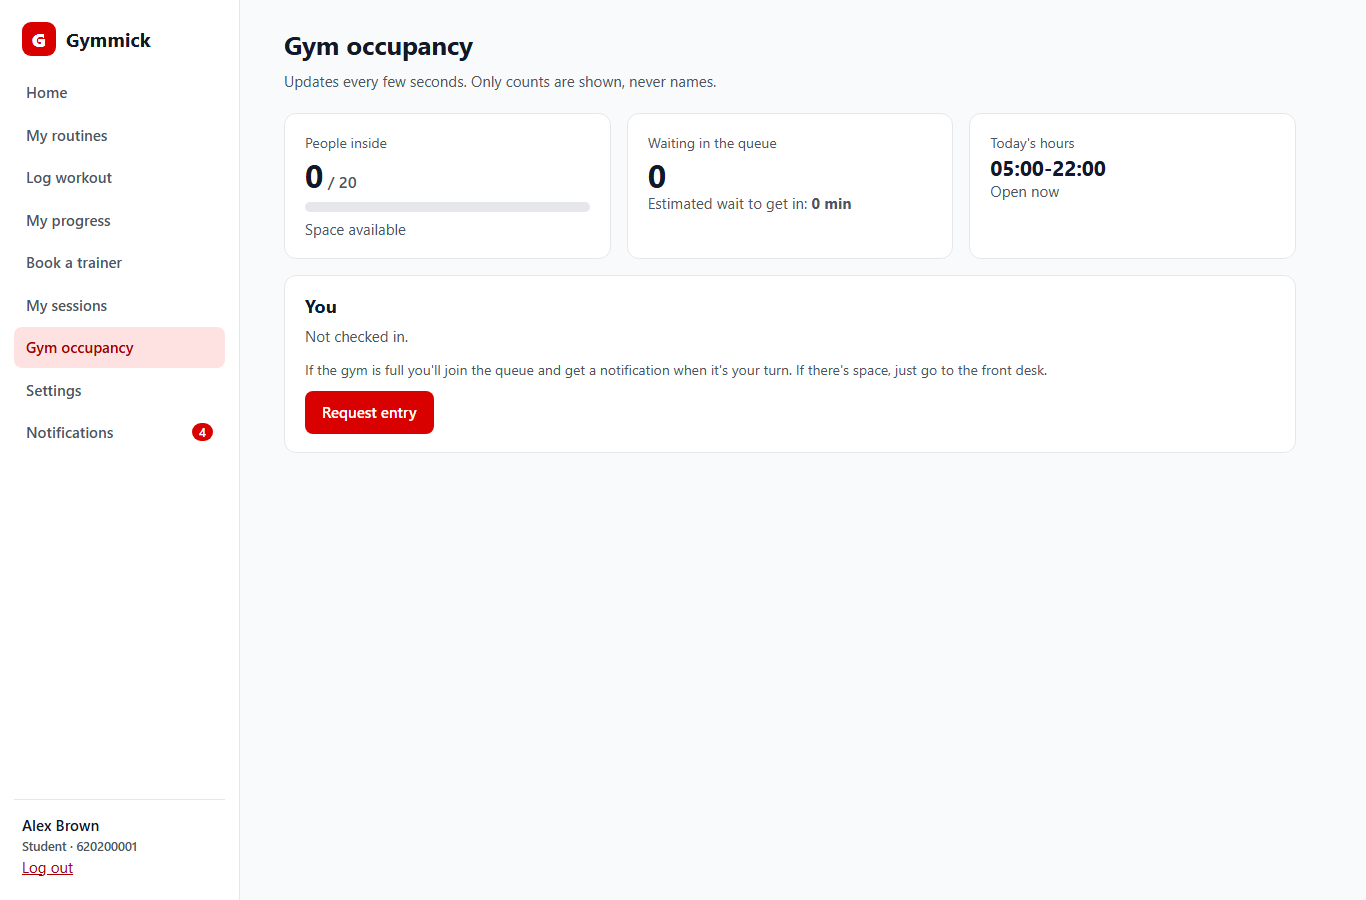 G Gymmick
Home
My routines
Log workout
My progress
Book a trainer
My sessions
Gym occupancy
Settings
Notifications 4
Alex Brown
Student · 620200001
Log out
Gym occupancy
Updates every few seconds. Only counts are shown, never names.
People inside
0 / 20
Space available
Waiting in the queue
0
Estimated wait to get in: 0 min
Today's hours
05:00-22:00
Open now
You
Not checked in.
If the gym is full you'll join the queue and get a notification when it's your turn. If there's space, just go to the front desk.
Request entry